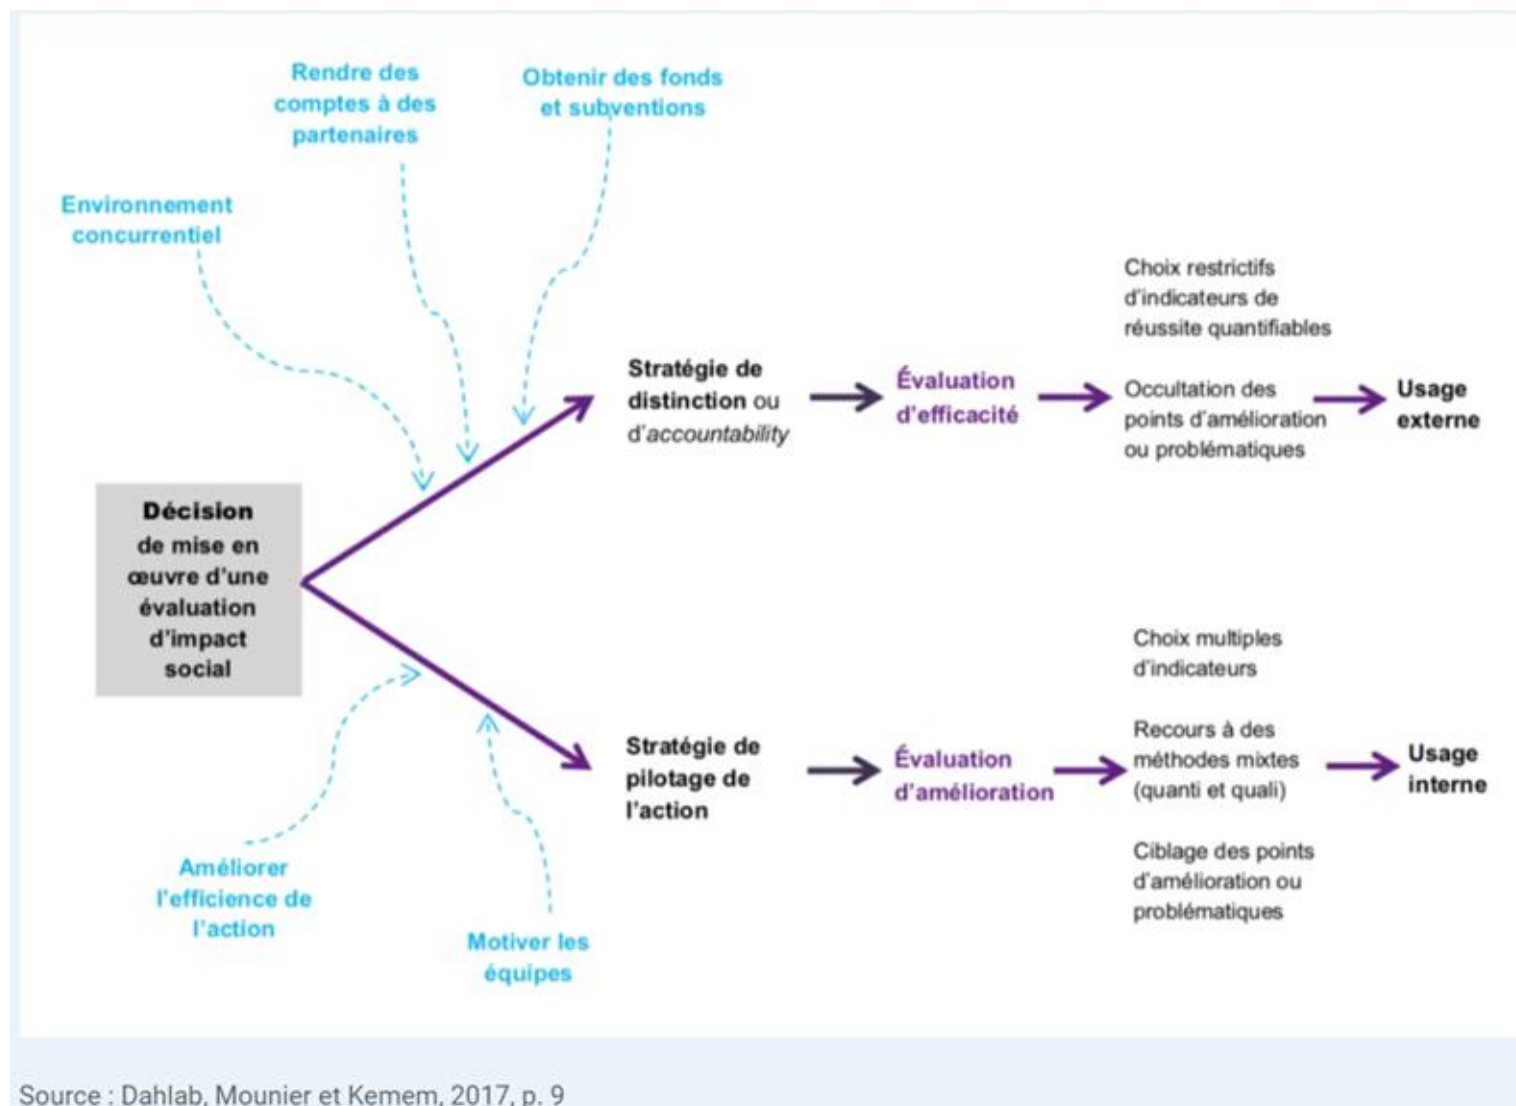 Rendre des
comptes à des
partenaires
Obtenir des fonds
et subventions
Environnement
concurrentiel
Choix restrictifs
d'indicateurs de
réussite quantifiables
Stratégie de
distinction ou
d'accountability
Évaluation
d'efficacité
Occultation des
points d'amélioration
ou problématiques
Usage
externe
Décision
de mise en
œuvre d'une
évaluation
d'impact
social
Choix multiples
d'indicateurs
Stratégie de
pilotage de
l'action
Évaluation
d'amélioration
Recours à des
méthodes mixtes
(quanti et quali)
Usage
interne
Ciblage des points
d'amélioration ou
problématiques
Améliorer
l'efficience de
l'action
Motiver les
équipes
Source : Dahlab, Mounier et Kemem, 2017, p. 9